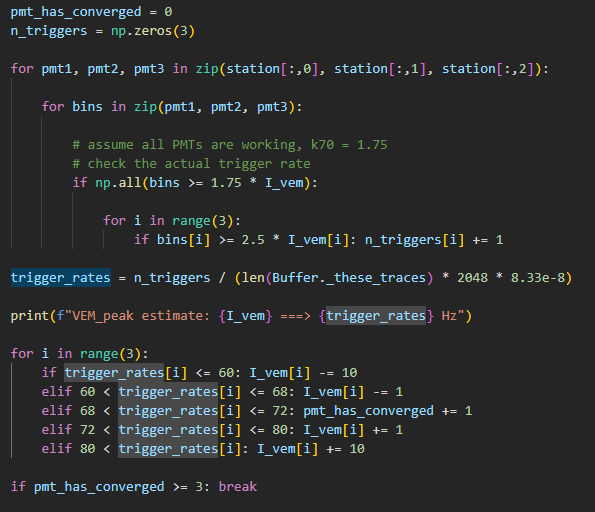 pmt_has_converged = 0
n_triggers = np.zeros(3)
for pmt1, pmt2, pmt3 in zip(station[:,0], station[:,1], station[:,2]):
for bins in zip(pmt1, pmt2, pmt3):
# assume all PMTs are working, k70 = 1.75
# check the actual trigger rate
if np.all(bins >= 1.75 * I_vem):
for i in range(3):
if bins[i] >= 2.5 * I_vem[i]: n_triggers[i] += 1
trigger_rates = n_triggers / (len(Buffer._these_traces) * 2048 * 8.33e-8)
print(f"VEM_peak estimate: {I_vem} ===> {trigger_rates} Hz")
for i in range(3):
if trigger_rates[i] <= 60: I_vem[i] -= 10
elif 60 < trigger_rates[i] <= 68: I_vem[i] -= 1
elif 68 < trigger_rates[i] <= 72: pmt_has_converged += 1
elif 72 < trigger_rates[i] <= 80: I_vem[i] += 1
elif 80 < trigger_rates[i]: I_vem[i] += 10
if pmt_has_converged >= 3: break